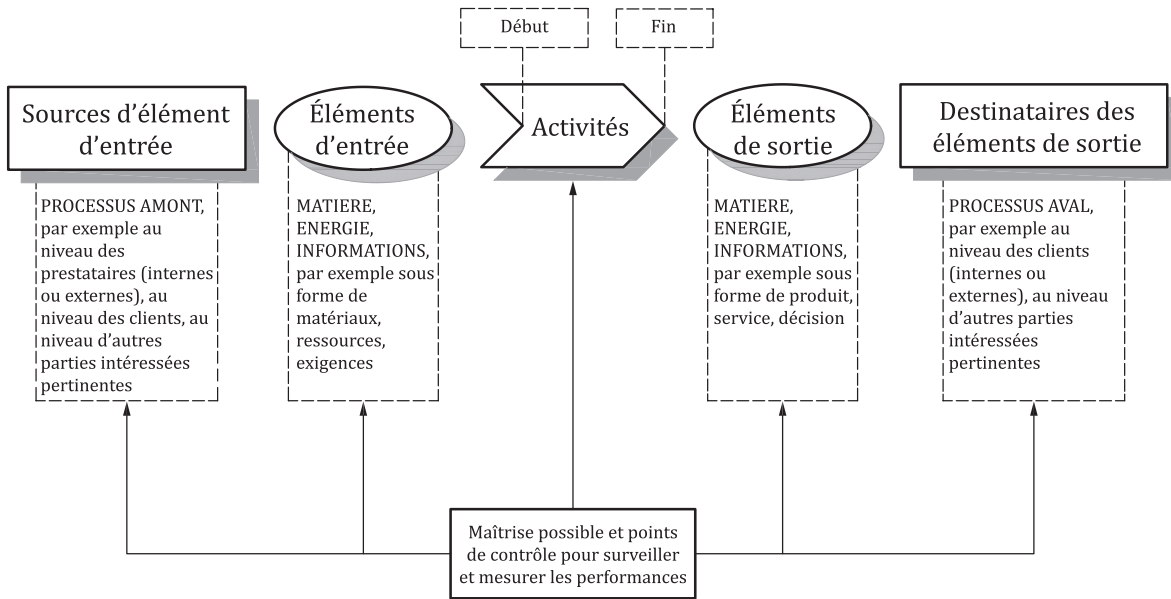 Début
Fin
Sources d’élément
d’entrée
Éléments
d’entrée
Activités
Éléments
de sortie
Destinataires des
éléments de sortie
PROCESSUS AMONT,
par exemple au
niveau des
prestataires (internes
ou externes), au
niveau des clients, au
niveau d’autres
parties intéressées
pertinentes
MATIERE,
ENERGIE,
INFORMATIONS,
par exemple sous
forme de
matériaux,
ressources,
exigences
MATIERE,
ENERGIE,
INFORMATIONS,
par exemple sous
forme de produit,
service, décision
PROCESSUS AVAL,
par exemple au
niveau des clients
(internes ou
externes), au niveau
d’autres parties
intéressées
pertinentes
Maîtrise possible et points
de contrôle pour surveiller
et mesurer les performances